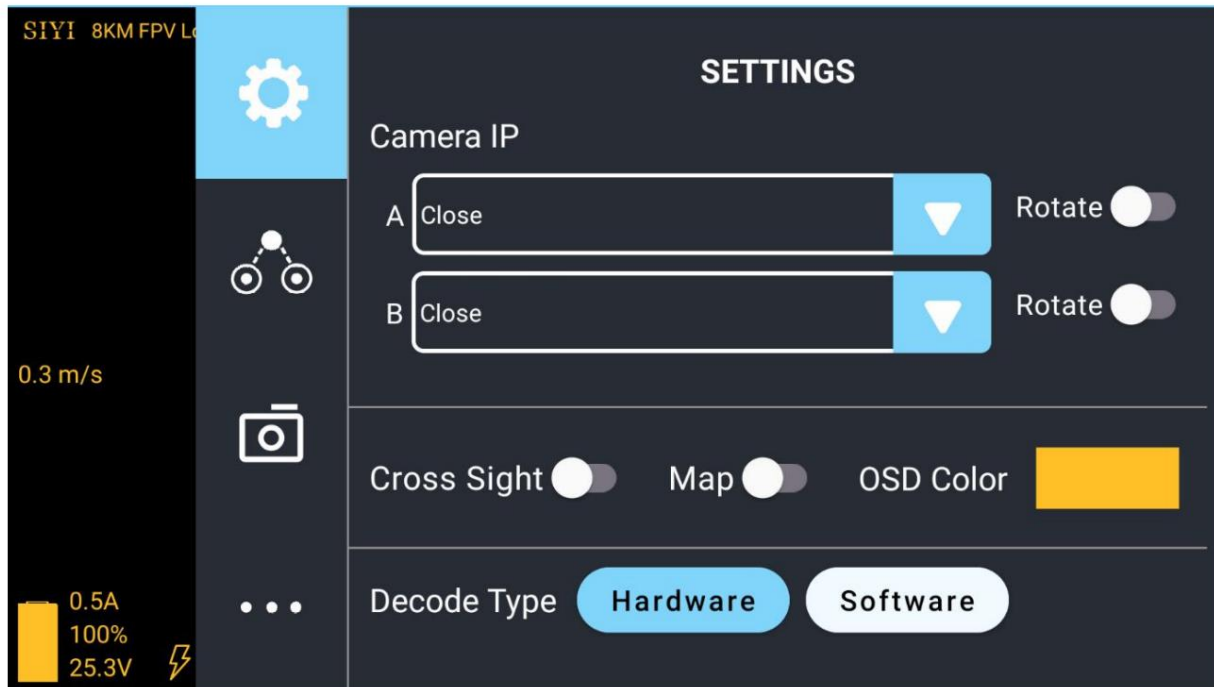 SIYI 8KM FPV Lo
SETTINGS
Camera IP
A Close Rotate
B Close Rotate
0.3 m/s
Cross Sight Map OSD Color
Decode Type Hardware Software
0.5A
100%
25.3V